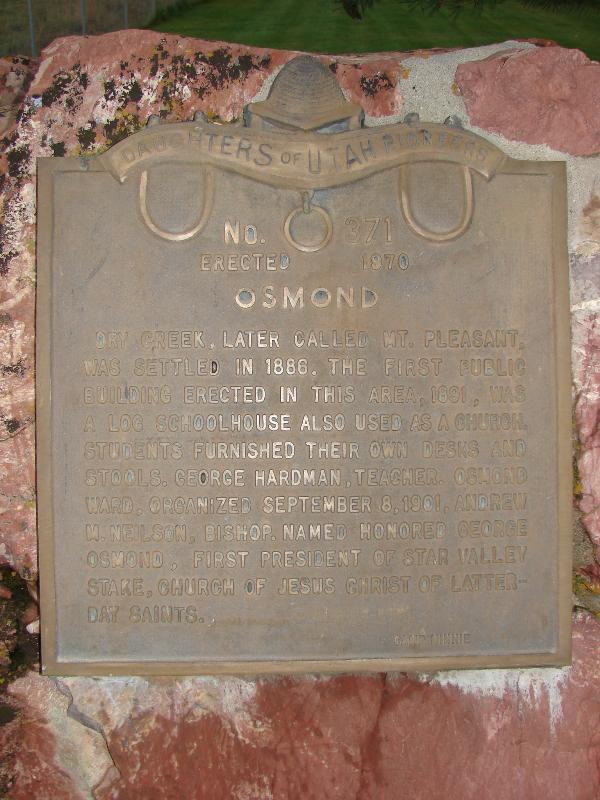 DAUGHTERS OF UTAH PIONEERS
NO. 371
ERECTED 1970
OSMOND
DRY CREEK, LATER CALLED MT. PLEASANT,
WAS SETTLED IN 1886. THE FIRST PUBLIC
BUILDING ERECTED IN THIS AREA, 1891, WAS
A LOG SCHOOLHOUSE ALSO USED AS A CHURCH.
STUDENTS FURNISHED THEIR OWN DESKS AND
STOOLS. GEORGE HARDMAN, TEACHER. OSMOND
WARD, ORGANIZED SEPTEMBER 8, 1901, ANDREW
M. NEILSON, BISHOP. NAMED HONORED GEORGE
OSMOND, FIRST PRESIDENT OF STAR VALLEY
STAKE, CHURCH OF JESUS CHRIST OF LATTER-
DAY SAINTS.
CAMP